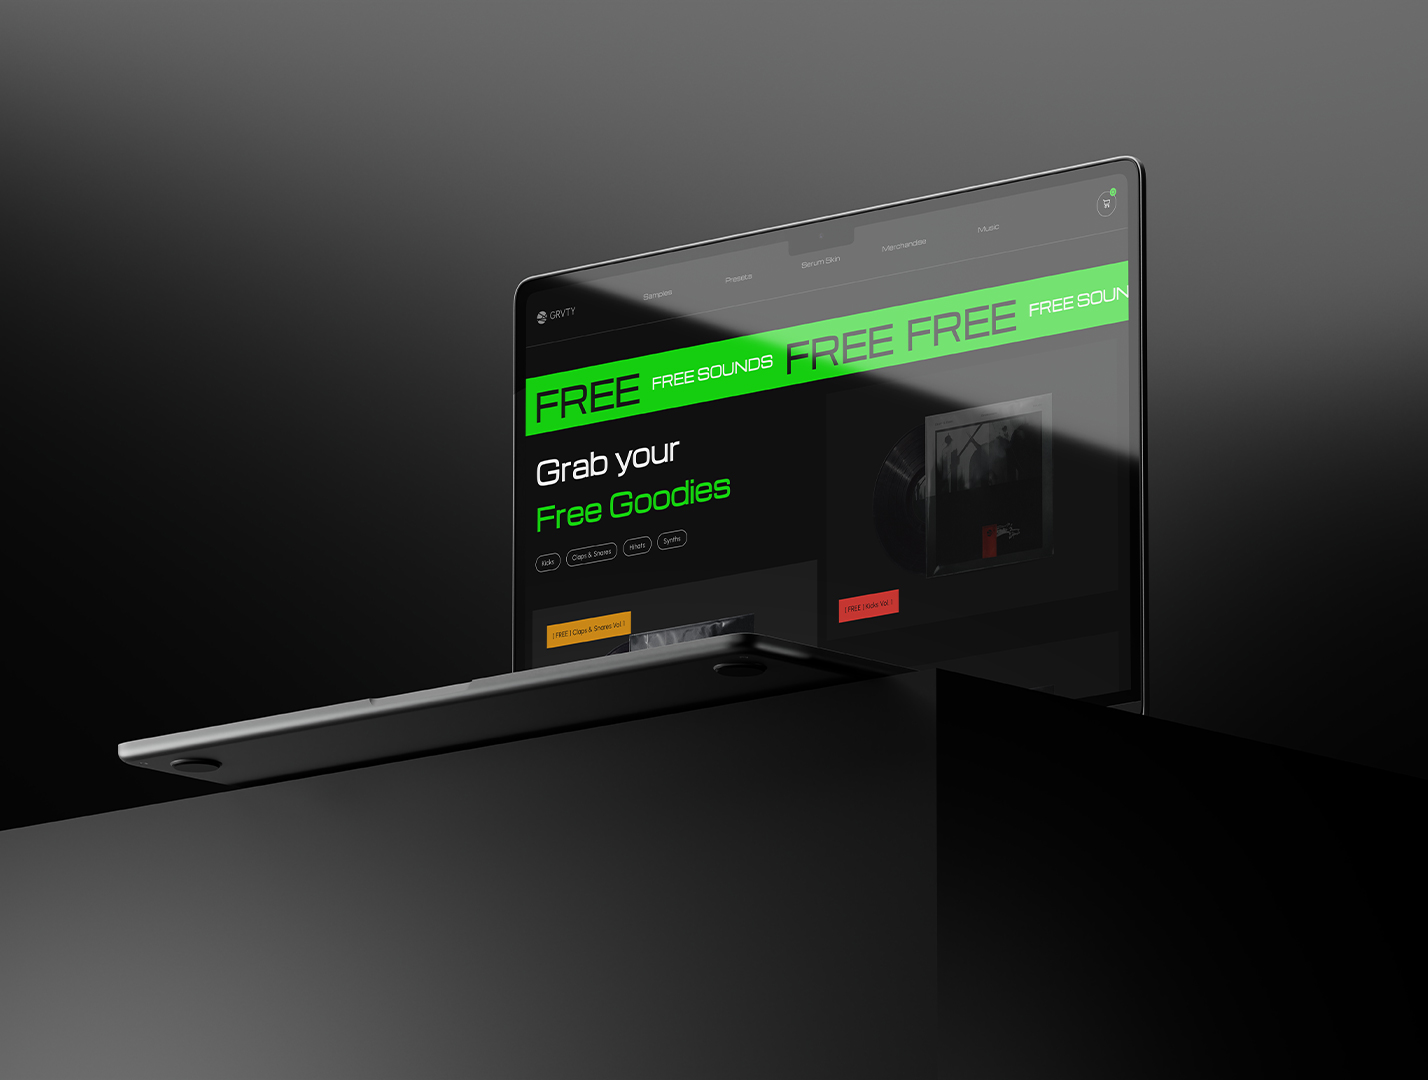 GRVTY
Samples
Presets
Serum Skin
Merchandise
Music
FREE FREE SOUNDS FREE FREE FREE SOUN
Grab your
Free Goodies
Kicks
Claps & Snares
Hihats
Synths
[ FREE ] Claps & Snares Vol
[ FREE ] Kicks Vol